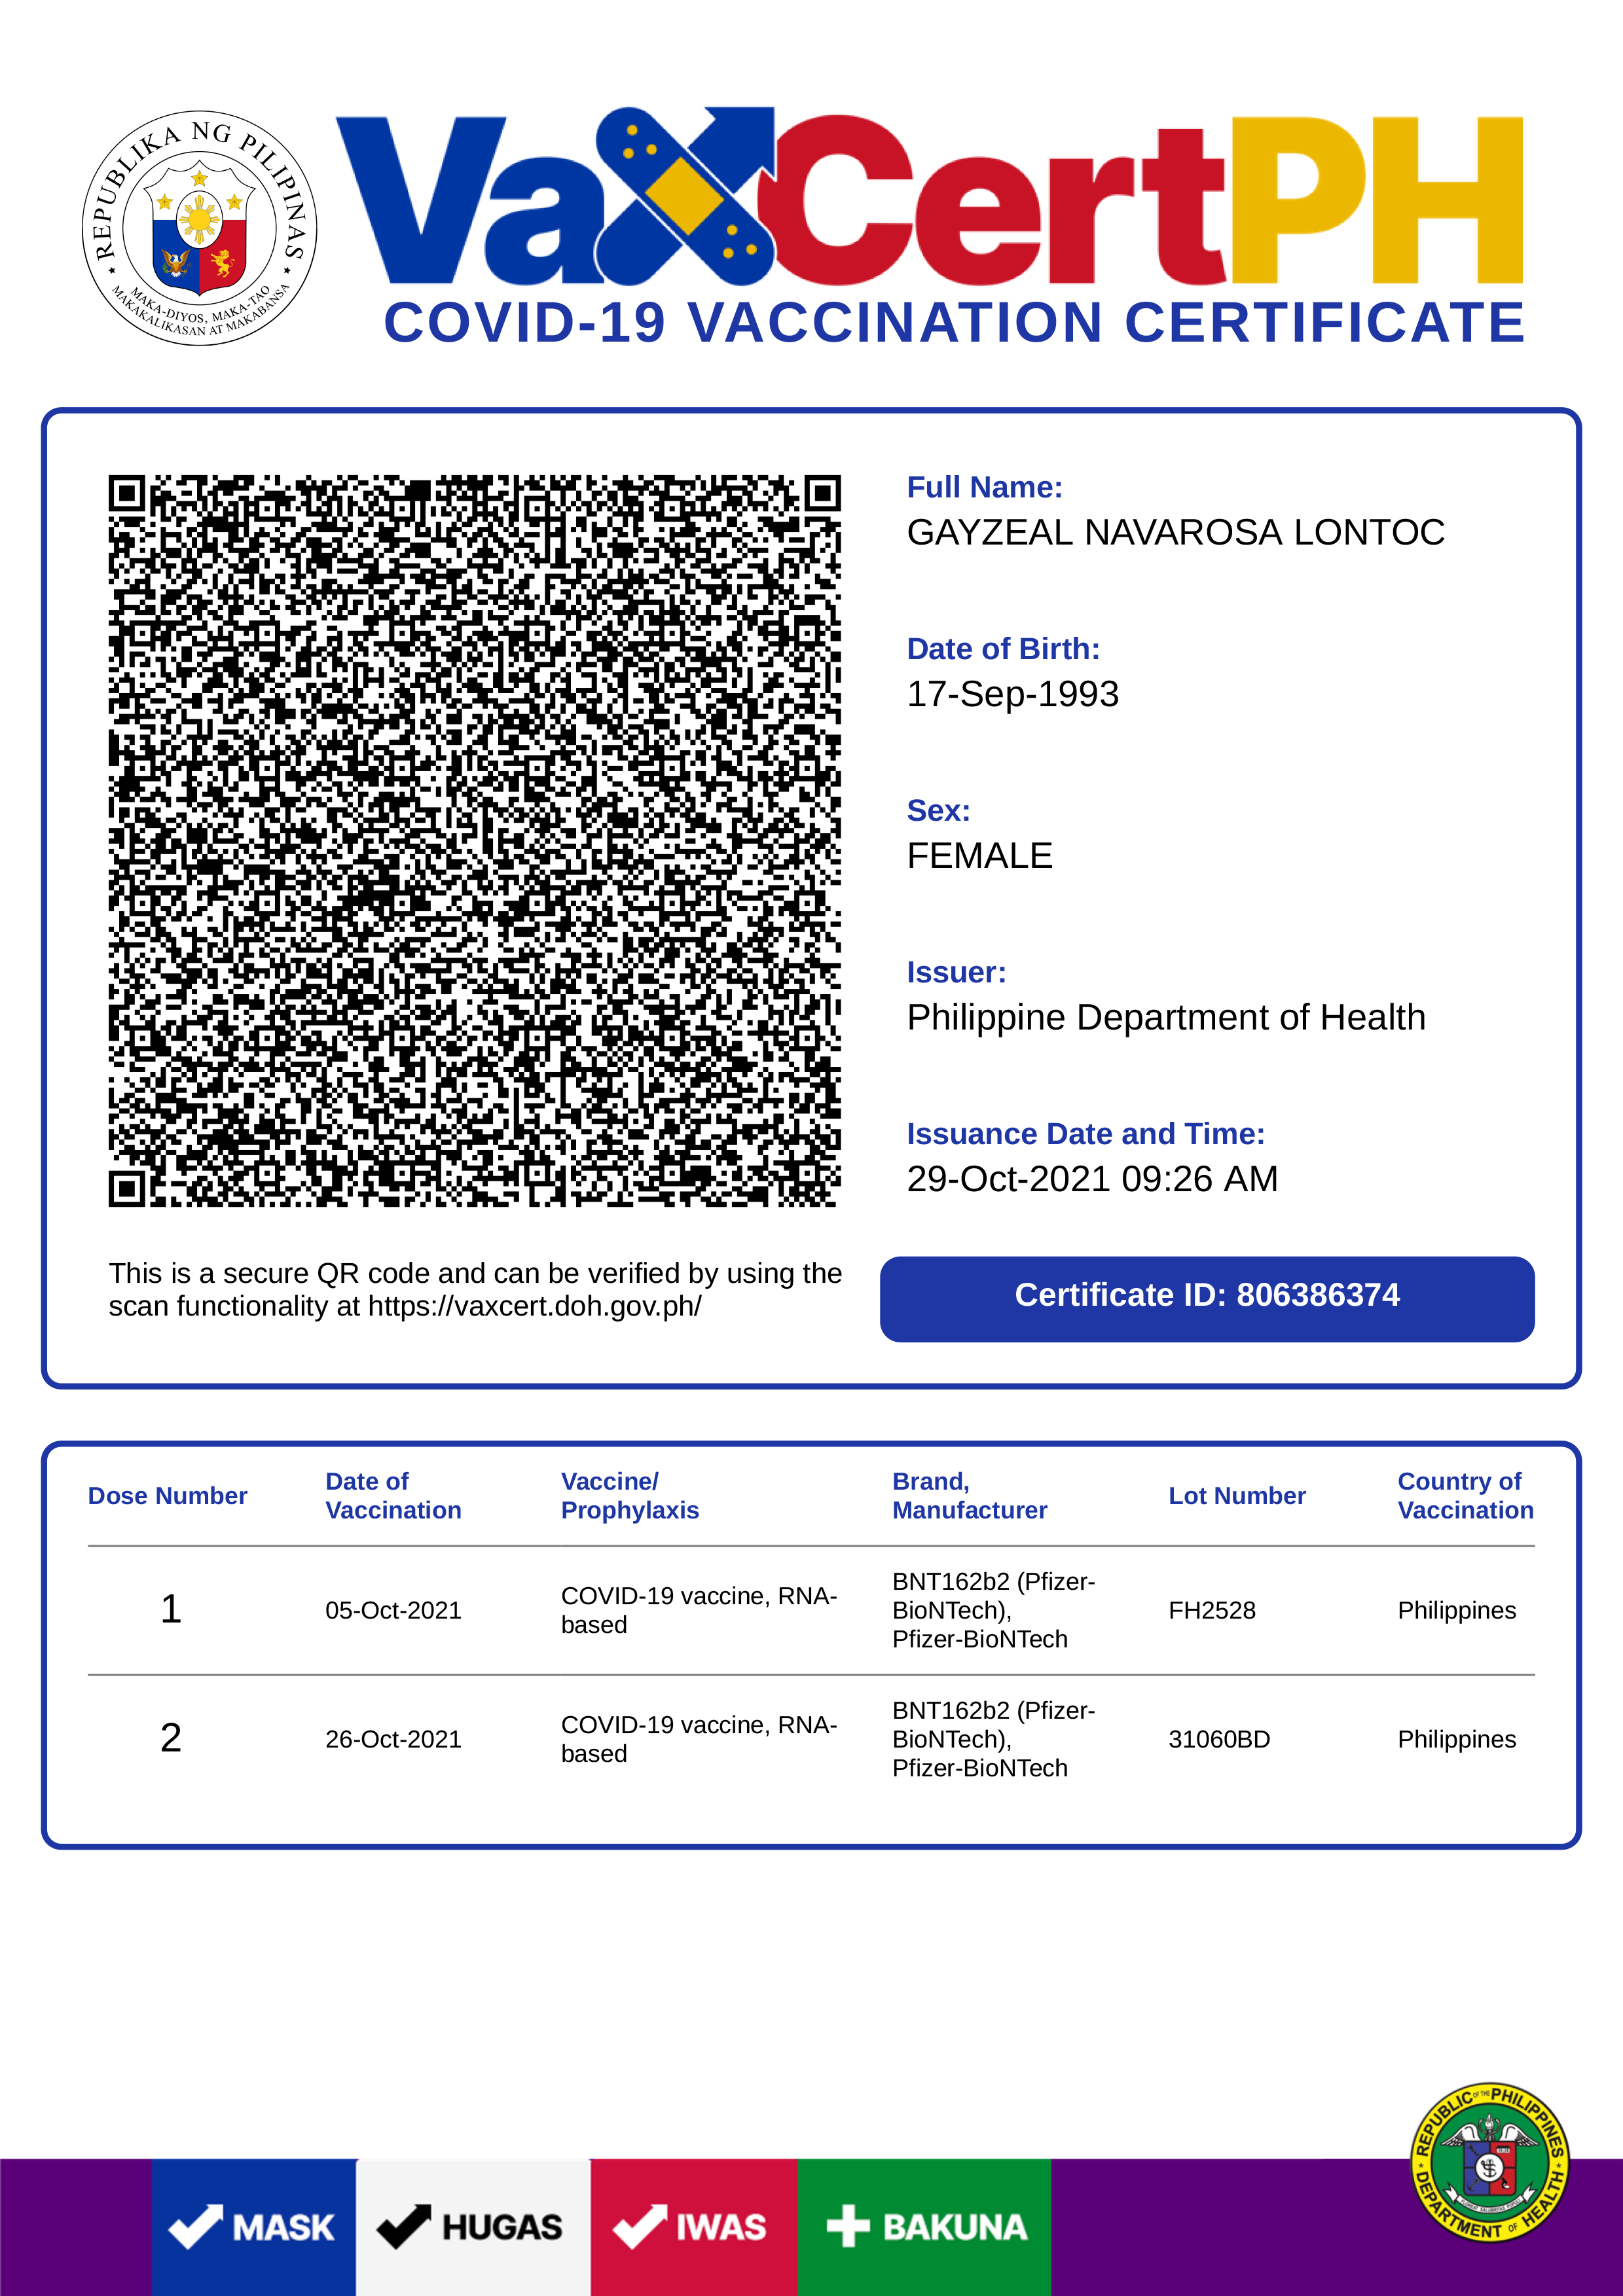 REPUBLIKA NG PILIPINAS
MAKA-DIYOS, MAKA-TAO
MAKAKALIKASAN AT MAKABANSA
VaxCertPH
COVID-19 VACCINATION CERTIFICATE
Full Name:
GAYZEAL NAVAROSA LONTOC
Date of Birth:
17-Sep-1993
Sex:
FEMALE
Issuer:
Philippine Department of Health
Issuance Date and Time:
29-Oct-2021 09:26 AM
This is a secure QR code and can be verified by using the
scan functionality at https://vaxcert.doh.gov.ph/
Certificate ID: 806386374
Dose Number
Date of
Vaccination
Vaccine/
Prophylaxis
Brand,
Manufacturer
Lot Number
Country of
Vaccination
1
05-Oct-2021
COVID-19 vaccine, RNA-
based
BNT162b2 (Pfizer-
BioNTech),
Pfizer-BioNTech
FH2528
Philippines
2
26-Oct-2021
COVID-19 vaccine, RNA-
based
BNT162b2 (Pfizer-
BioNTech),
Pfizer-BioNTech
31060BD
Philippines
REPUBLIC OF THE PHILIPPINES
DEPARTMENT OF HEALTH
MASK
HUGAS
IWAS
BAKUNA